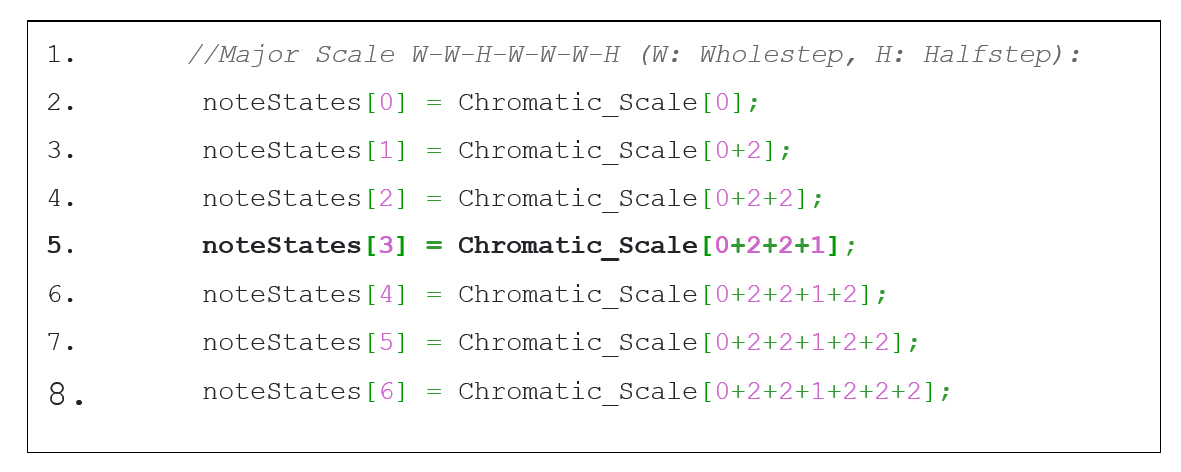 1. //Major Scale W-W-H-W-W-W-H (W: Wholestep, H: Halfstep):
2. noteStates[0] = Chromatic_Scale[0];
3. noteStates[1] = Chromatic_Scale[0+2];
4. noteStates[2] = Chromatic_Scale[0+2+2];
5. noteStates[3] = Chromatic_Scale[0+2+2+1];
6. noteStates[4] = Chromatic_Scale[0+2+2+1+2];
7. noteStates[5] = Chromatic_Scale[0+2+2+1+2+2];
8. noteStates[6] = Chromatic_Scale[0+2+2+1+2+2+2];